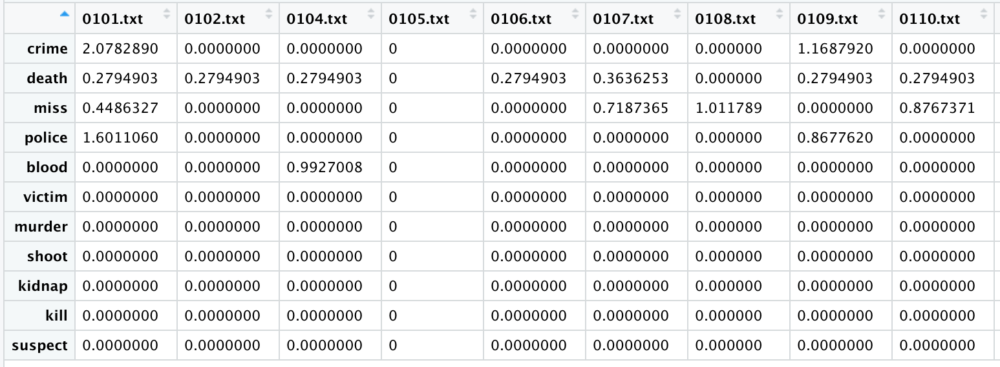 0101.txt 0102.txt 0104.txt 0105.txt 0106.txt 0107.txt 0108.txt 0109.txt 0110.txt
crime 2.0782890 0.0000000 0.0000000 0 0.0000000 0.0000000 0.000000 1.1687920 0.0000000
death 0.2794903 0.2794903 0.2794903 0 0.2794903 0.3636253 0.000000 0.2794903 0.2794903
miss 0.4486327 0.0000000 0.0000000 0 0.0000000 0.7187365 1.011789 0.0000000 0.8767371
police 1.6011060 0.0000000 0.0000000 0 0.0000000 0.0000000 0.000000 0.8677620 0.0000000
blood 0.0000000 0.0000000 0.9927008 0 0.0000000 0.0000000 0.000000 0.0000000 0.0000000
victim 0.0000000 0.0000000 0.0000000 0 0.0000000 0.0000000 0.000000 0.0000000 0.0000000
murder 0.0000000 0.0000000 0.0000000 0 0.0000000 0.0000000 0.000000 0.0000000 0.0000000
shoot 0.0000000 0.0000000 0.0000000 0 0.0000000 0.0000000 0.000000 0.0000000 0.0000000
kidnap 0.0000000 0.0000000 0.0000000 0 0.0000000 0.0000000 0.000000 0.0000000 0.0000000
kill 0.0000000 0.0000000 0.0000000 0 0.0000000 0.0000000 0.000000 0.0000000 0.0000000
suspect 0.0000000 0.0000000 0.0000000 0 0.0000000 0.0000000 0.000000 0.0000000 0.0000000